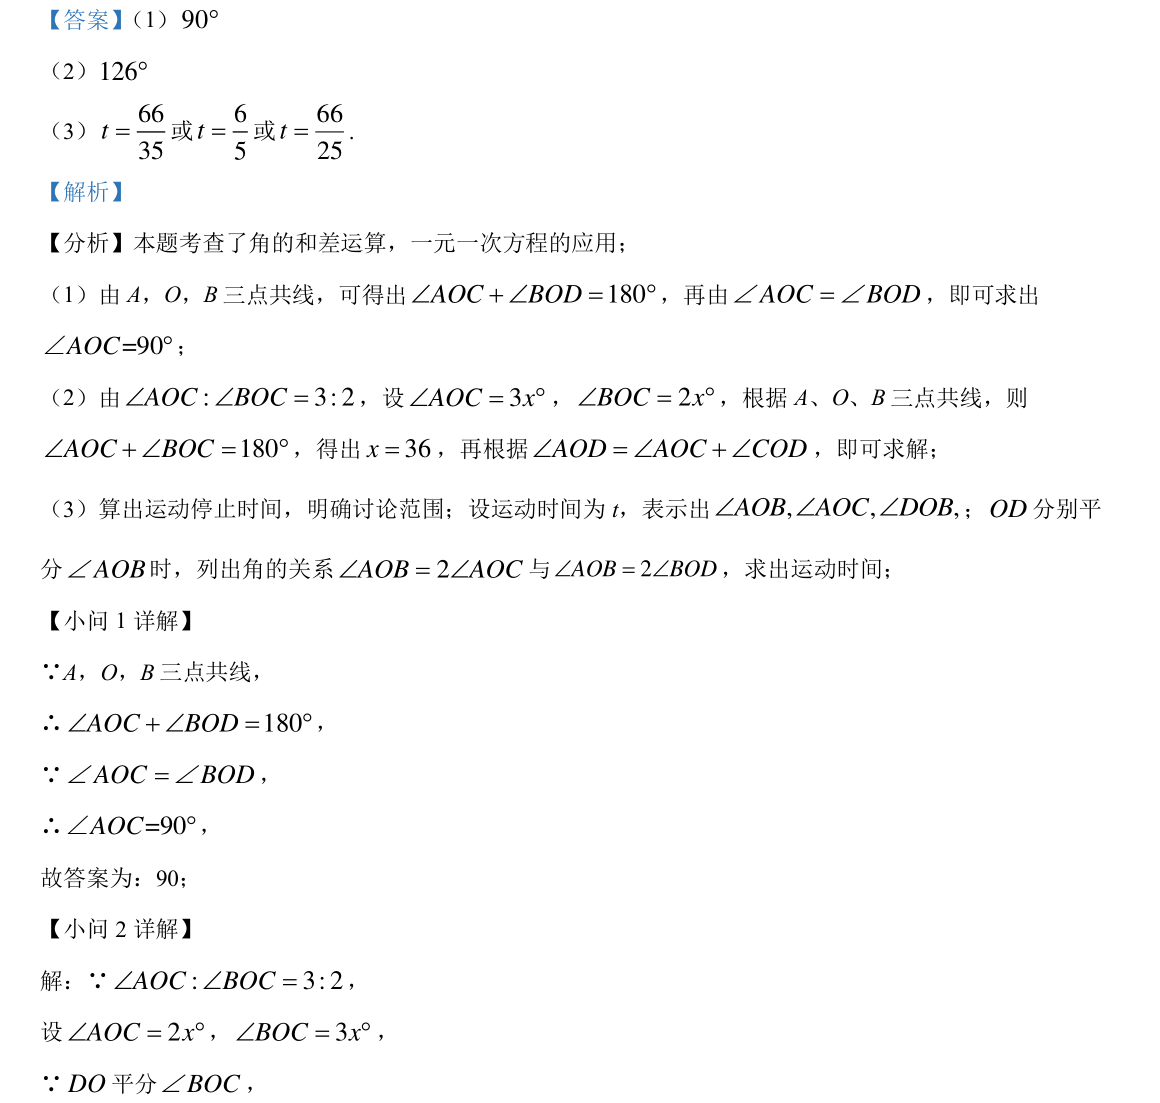 【答案】（1）90°
（2）126°
（3）t = 66/35 或 t = 6/5 或 t = 66/25 .
【解析】
【分析】本题考查了角的和差运算，一元一次方程的应用；
（1）由 A，O，B 三点共线，可得出∠AOC + ∠BOD = 180°，再由∠AOC = ∠BOD，即可求出
∠AOC=90°；
（2）由∠AOC : ∠BOC = 3 : 2，设∠AOC = 3x°，∠BOC = 2x°，根据 A、O、B 三点共线，则
∠AOC + ∠BOC = 180°，得出 x = 36，再根据∠AOD = ∠AOC + ∠COD，即可求解；
（3）算出运动停止时间，明确讨论范围；设运动时间为 t，表示出∠AOB, ∠AOC, ∠DOB,；OD 分别平
分∠AOB时，列出角的关系∠AOB = 2∠AOC 与∠AOB = 2∠BOD，求出运动时间；
【小问 1 详解】
∵A，O，B 三点共线，
∴∠AOC + ∠BOD = 180°，
∵∠AOC = ∠BOD，
∴∠AOC=90°，
故答案为：90；
【小问 2 详解】
解：∵∠AOC : ∠BOC = 3 : 2，
设∠AOC = 2x°，∠BOC = 3x°，
∵DO 平分∠BOC，